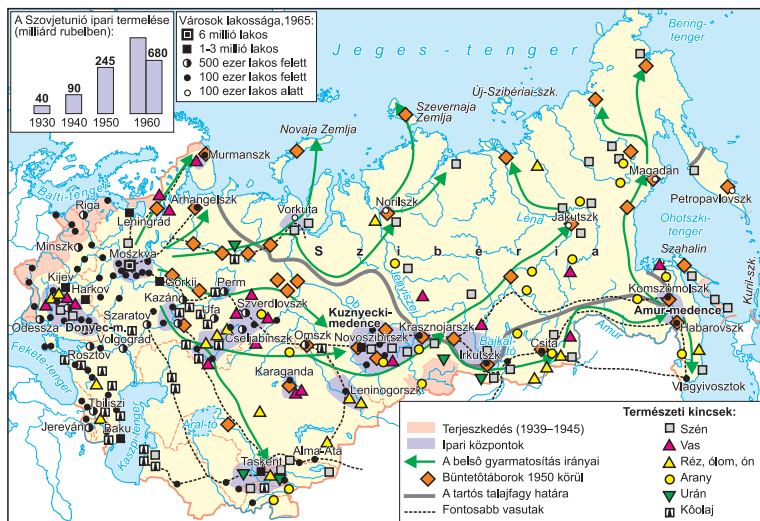 A Szovjetunió ipari termelése
(milliárd rubelben):
40
90
245
680
1930
1940
1950
1960
Városok lakossága,1965:
6 millió lakos
1-3 millió lakos
500 ezer lakos felett
100 ezer lakos felett
100 ezer lakos alatt
Jeges-tenger
Bering-
tenger
Új-Szibériai-szk.
Szevernaja
Zemlja
Novaja Zemlja
Murmanszk
Balti-tenger
Riga
Leningrád
Arhangelszk
Vorkuta
Norilszk
Magadán
Petropavlovszk
Léna
Jakutszk
Ohotszki-
tenger
Minszk
Moszkva
Szibéria
Jenyiszej
Szahalin
Kuril-szk.
Kijev
Harkov
Gorkij
Perm
Ob
Kazány
Ufa
Szverdlovszk
Komszomolszk
Kuznyecki-
medence
Krasznojarszk
Amur-medence
Odessza
Donyec-m.
Szaratov
Volgográd
Cseljabinszk
Omszk
Novoszibirszk
Irkutszk
Bajkál-
tó
Csita
Amur
Habarovszk
Fekete-tenger
Rosztov
Karaganda
Leninogorszk
Vlagyivosztok
Tbiliszi
Jereván
Baku
Kaszpi-tenger
Aral-tó
Taskent
Alma-Ata
Terjeszkedés (1939–1945)
Ipari központok
A belső gyarmatosítás irányai
Büntetőtáborok 1950 körül
A tartós talajfagy határa
Fontosabb vasutak
Természeti kincsek:
Szén
Vas
Réz, ólom, ón
Arany
Urán
Kőolaj